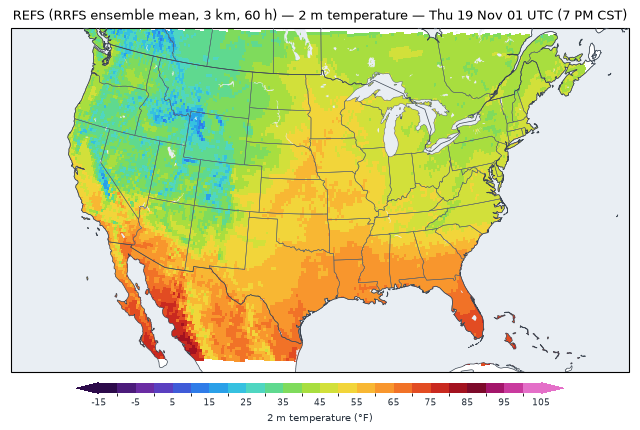 REFS (RRFS ensemble mean, 3 km, 60 h) — 2 m temperature — Thu 19 Nov 01 UTC (7 PM CST)
-15 -5 5 15 25 35 45 55 65 75 85 95 105
2 m temperature (°F)